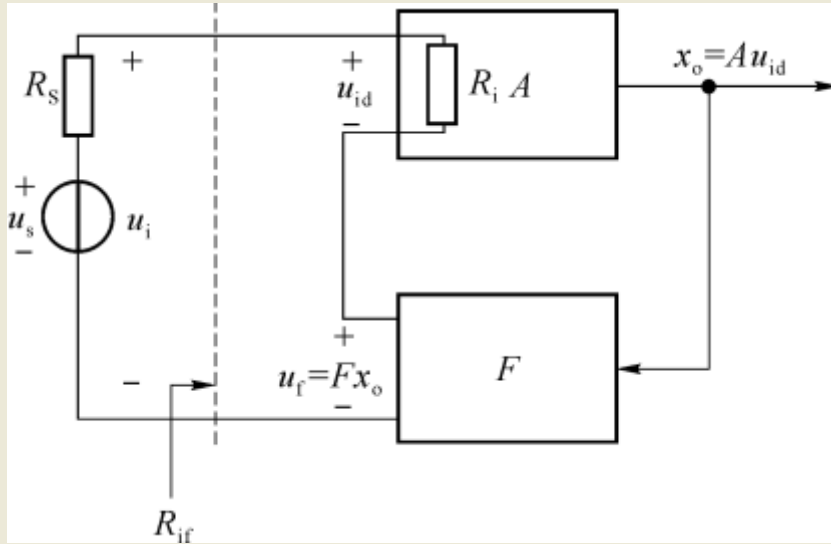 +
+
x_o=Au_id
R_S
u_id
R_i A
−
+
u_s
u_i
−
+
−
u_f=Fx_o
F
−
R_if